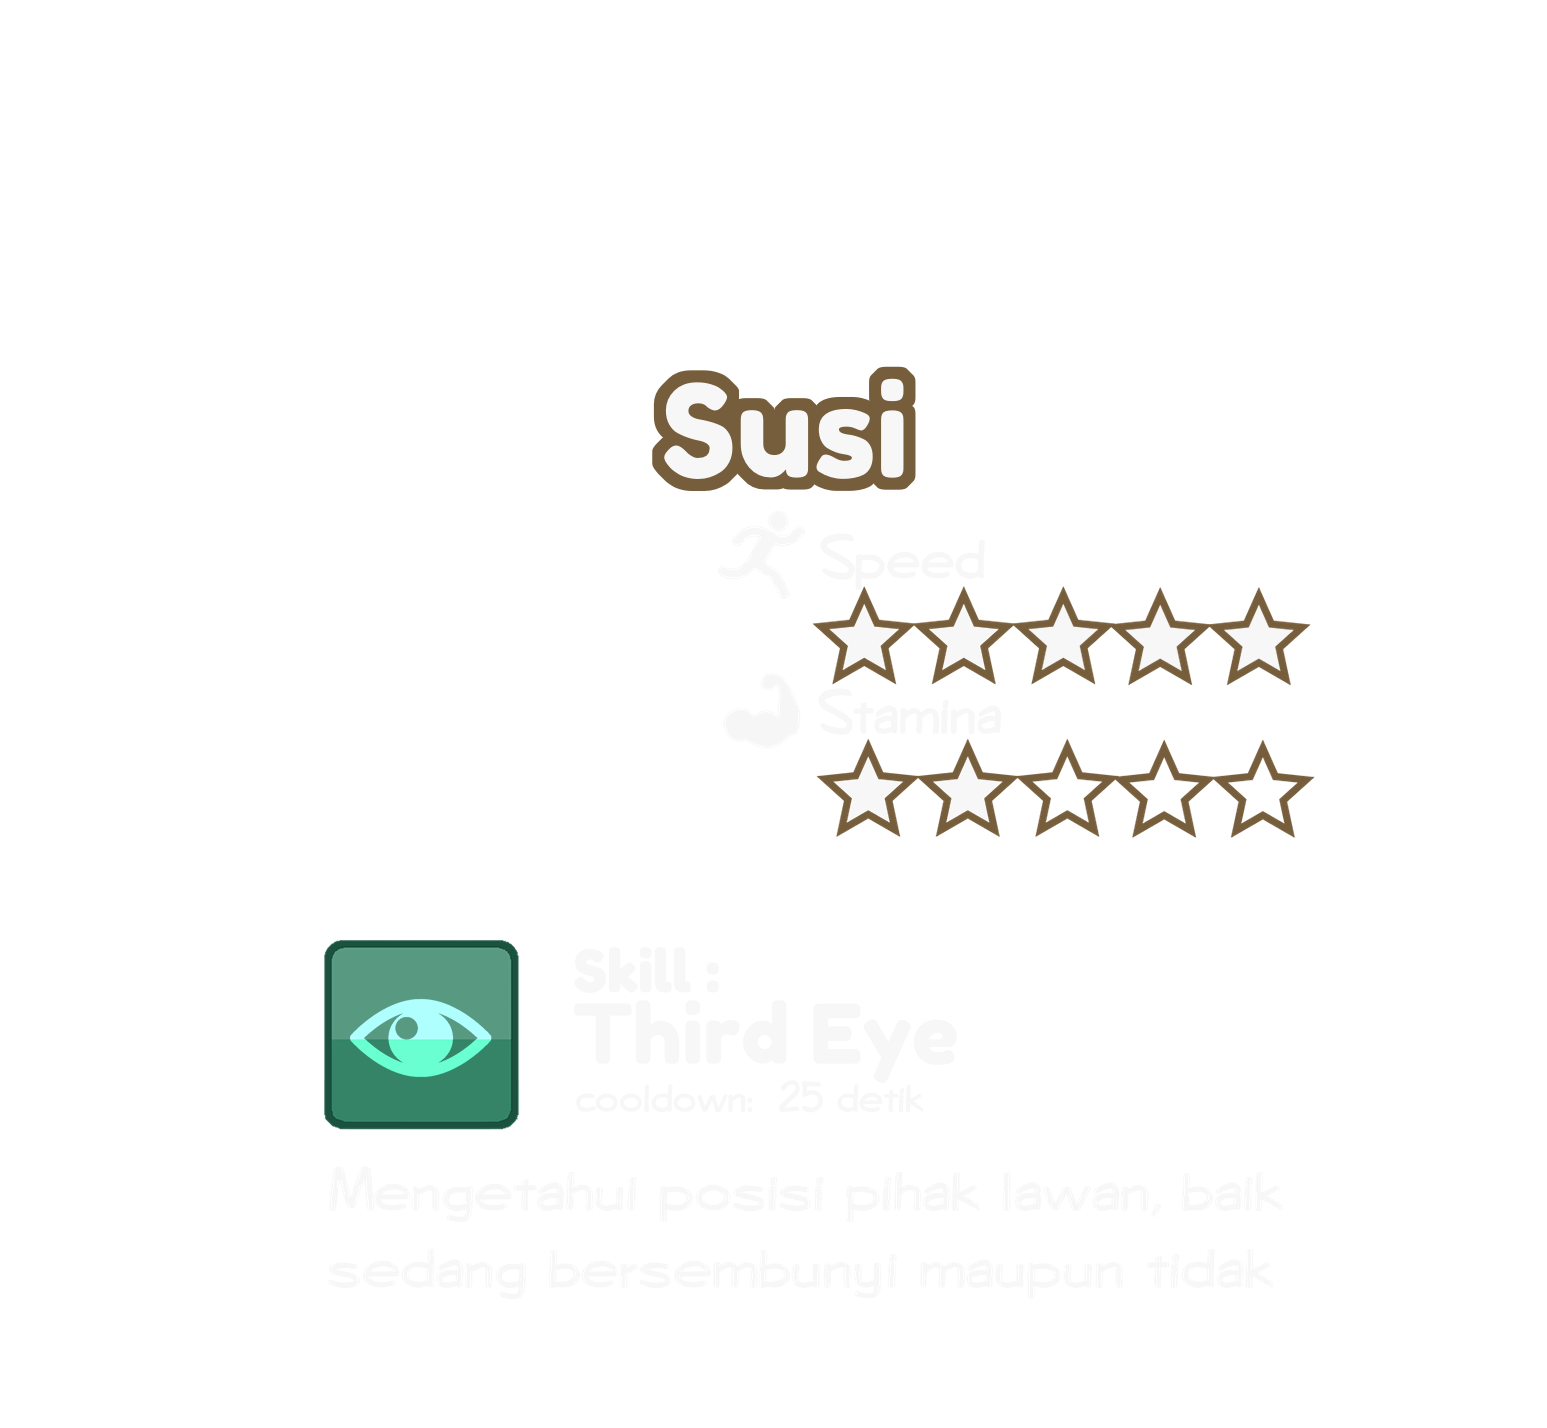 Susi
Speed
Stamina
Skill :
Third Eye
cooldown: 25 detik
Mengetahui posisi pihak lawan, baik
sedang bersembunyi maupun tidak